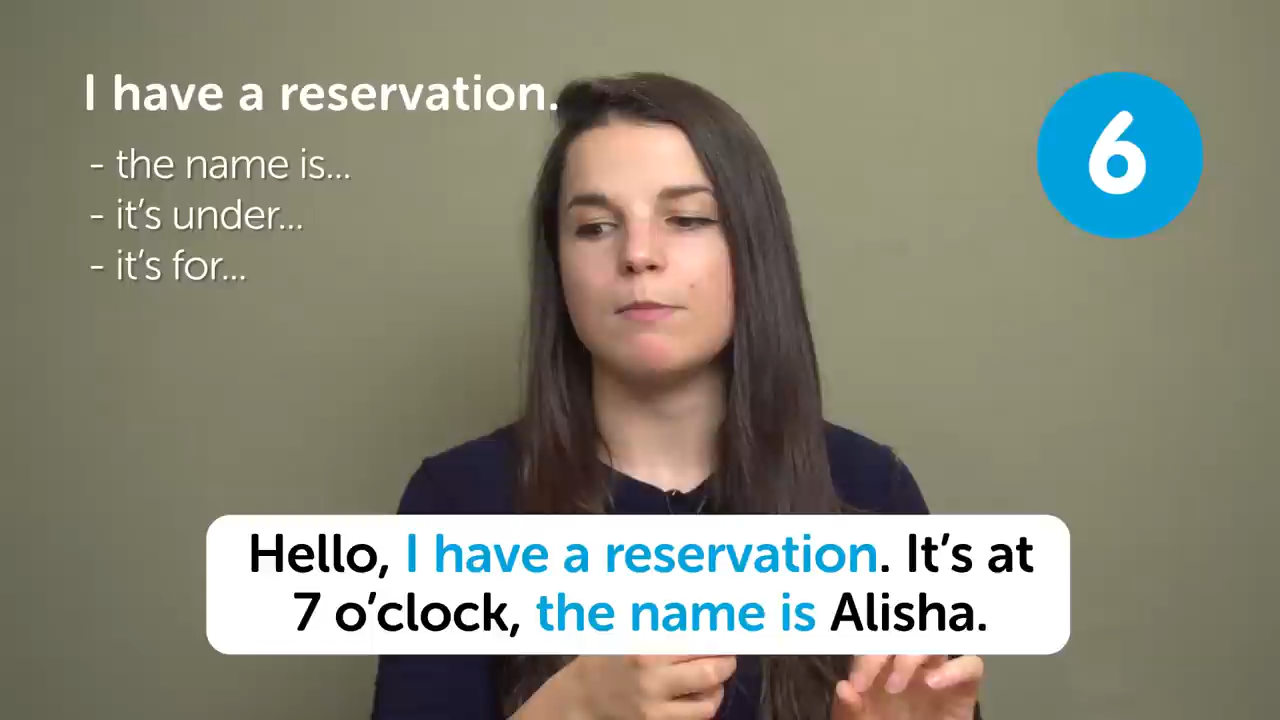 I have a reservation.
- the name is...
- it's under...
- it's for...
6
Hello, I have a reservation. It's at
7 o'clock, the name is Alisha.